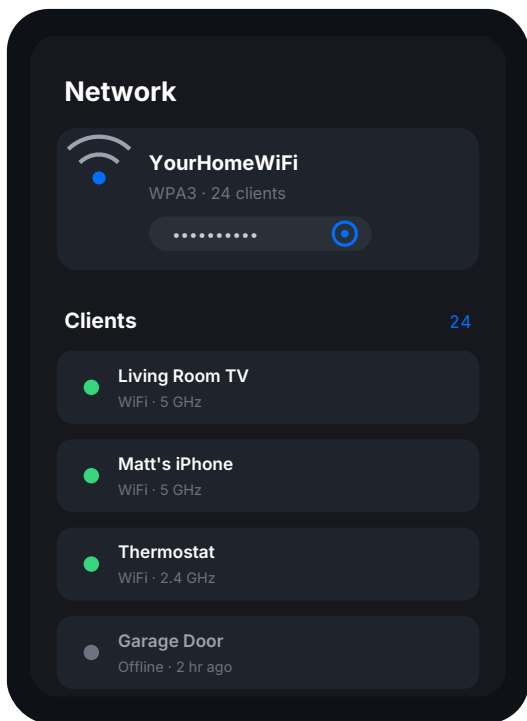 Network
YourHomeWiFi
WPA3 · 24 clients
••••••••••
Clients
24
Living Room TV
WiFi · 5 GHz
Matt's iPhone
WiFi · 5 GHz
Thermostat
WiFi · 2.4 GHz
Garage Door
Offline · 2 hr ago